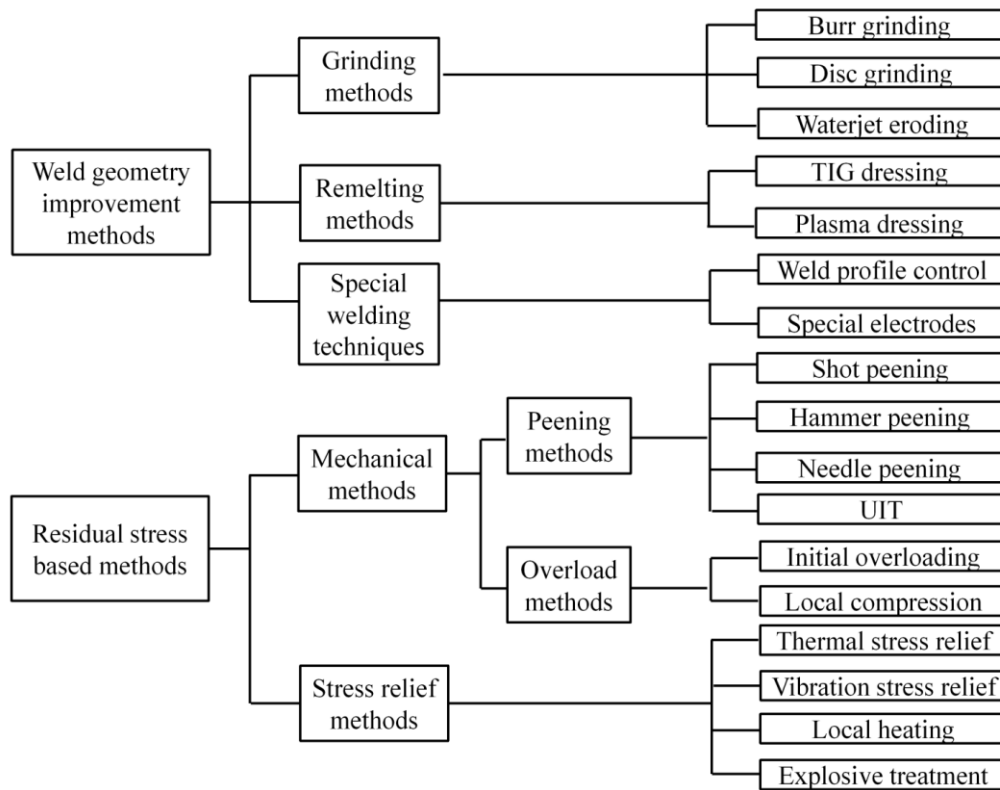 Weld geometry
improvement
methods
Grinding
methods
Burr grinding
Disc grinding
Waterjet eroding
Remelting
methods
TIG dressing
Plasma dressing
Special
welding
techniques
Weld profile control
Special electrodes
Residual stress
based methods
Mechanical
methods
Peening
methods
Shot peening
Hammer peening
Needle peening
UIT
Overload
methods
Initial overloading
Local compression
Stress relief
methods
Thermal stress relief
Vibration stress relief
Local heating
Explosive treatment